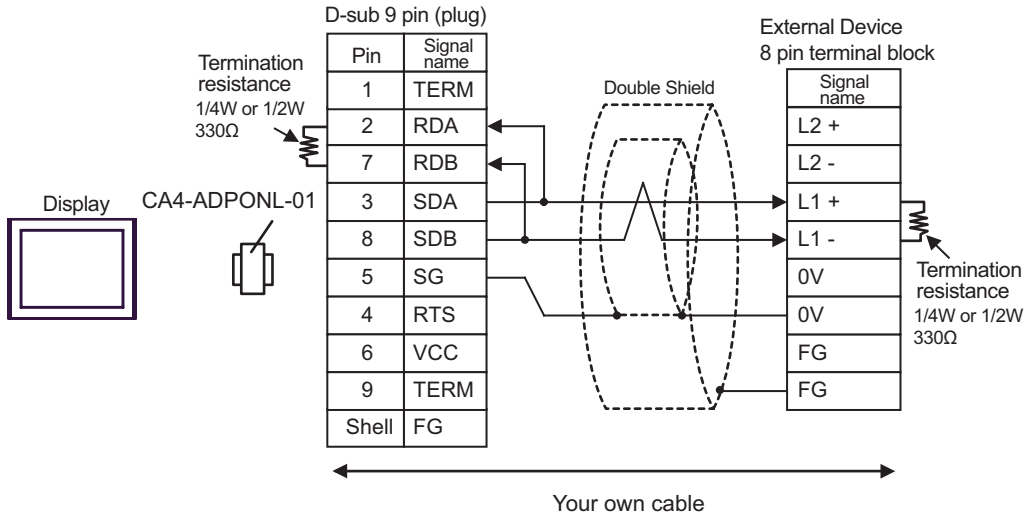 D-sub 9 pin (plug)
External Device
8 pin terminal block
Termination
resistance
1/4W or 1/2W
330Ω
Double Shield
Display
CA4-ADPONL-01
Pin Signal name
1 TERM
2 RDA
7 RDB
3 SDA
8 SDB
5 SG
4 RTS
6 VCC
9 TERM
Shell FG
Signal name
L2 +
L2 -
L1 +
L1 -
0V
0V
FG
FG
Termination
resistance
1/4W or 1/2W
330Ω
Your own cable